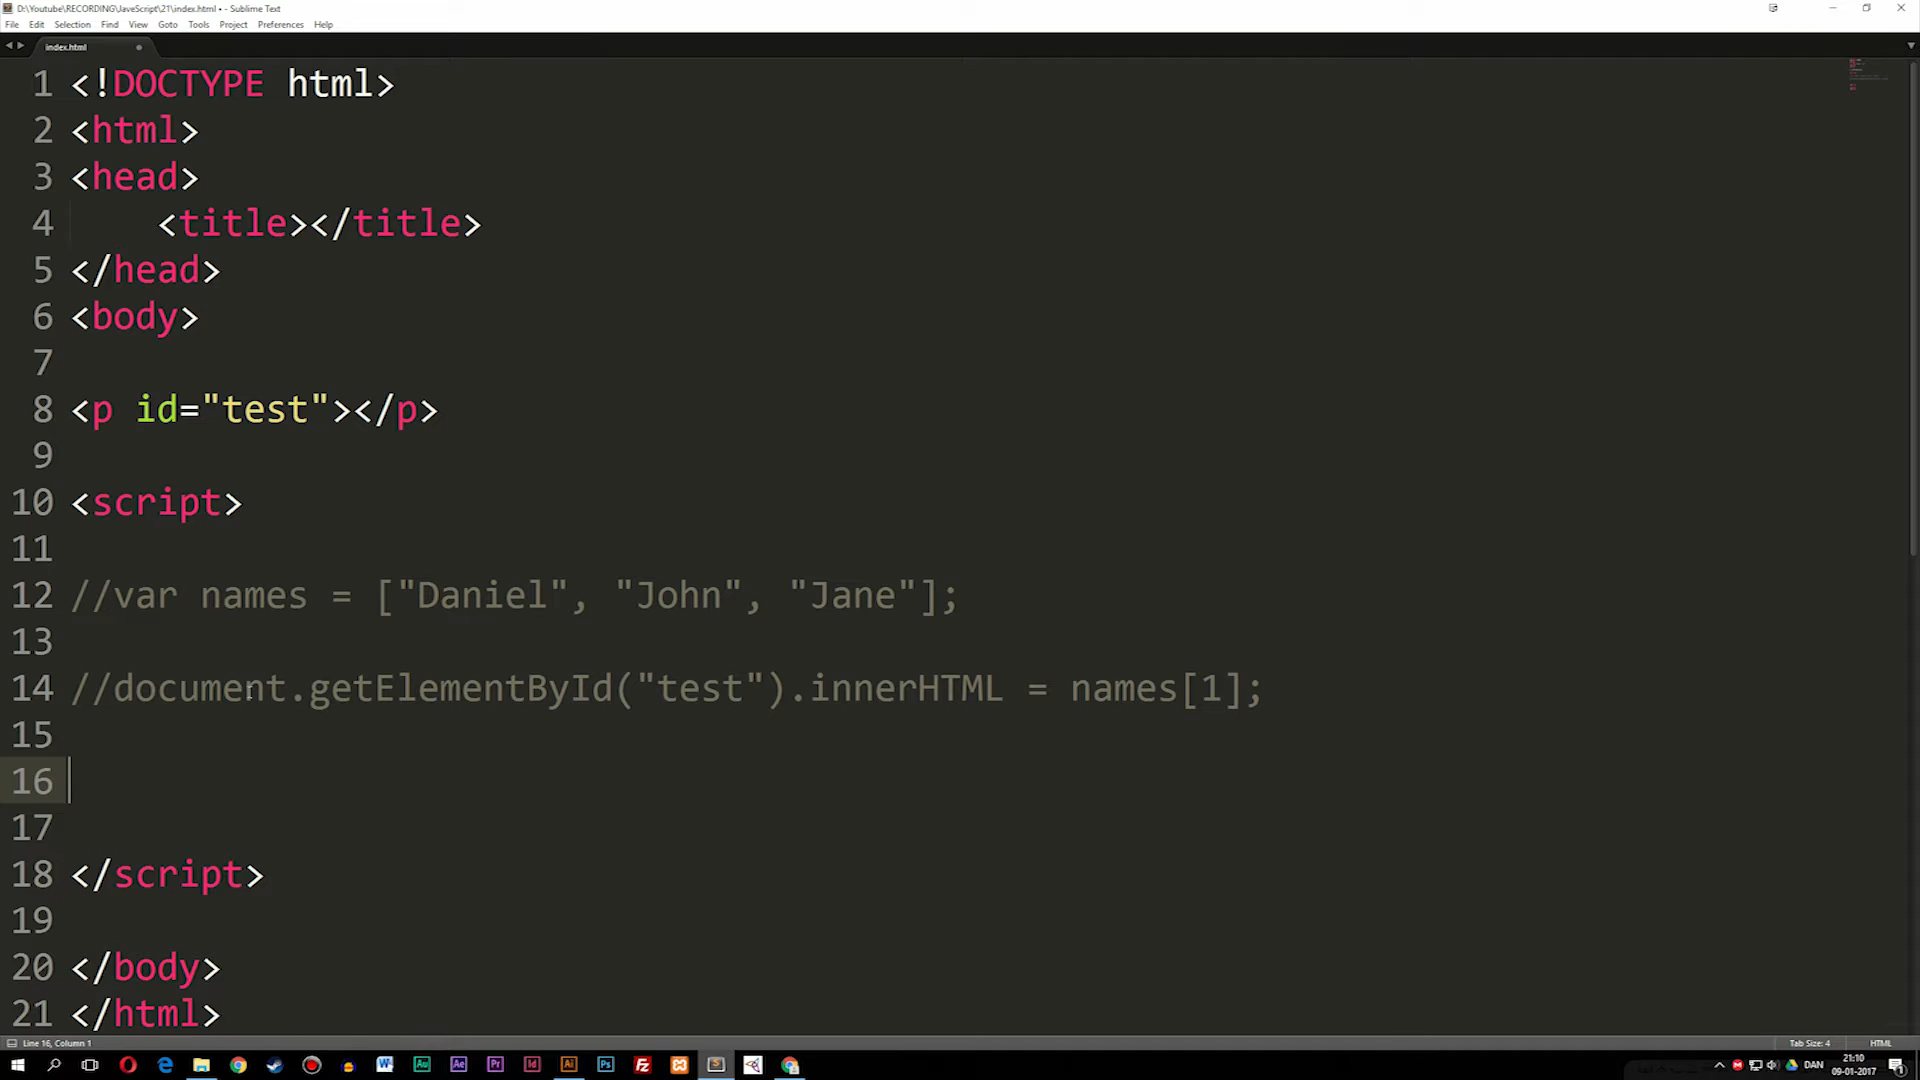 D:\Youtube\RECORDING\JaveScript\21\index.html • - Sublime Text
File Edit Selection Find View Goto Tools Project Preferences Help
index.html
1 <!DOCTYPE html>
2 <html>
3 <head>
4     <title></title>
5 </head>
6 <body>
7
8 <p id="test"></p>
9
10 <script>
11
12 //var names = ["Daniel", "John", "Jane"];
13
14 //document.getElementById("test").innerHTML = names[1];
15
16
17
18 </script>
19
20 </body>
21 </html>
Line 16, Column 1 Tab Size: 4 HTML
DAN
21:10
09-01-2017